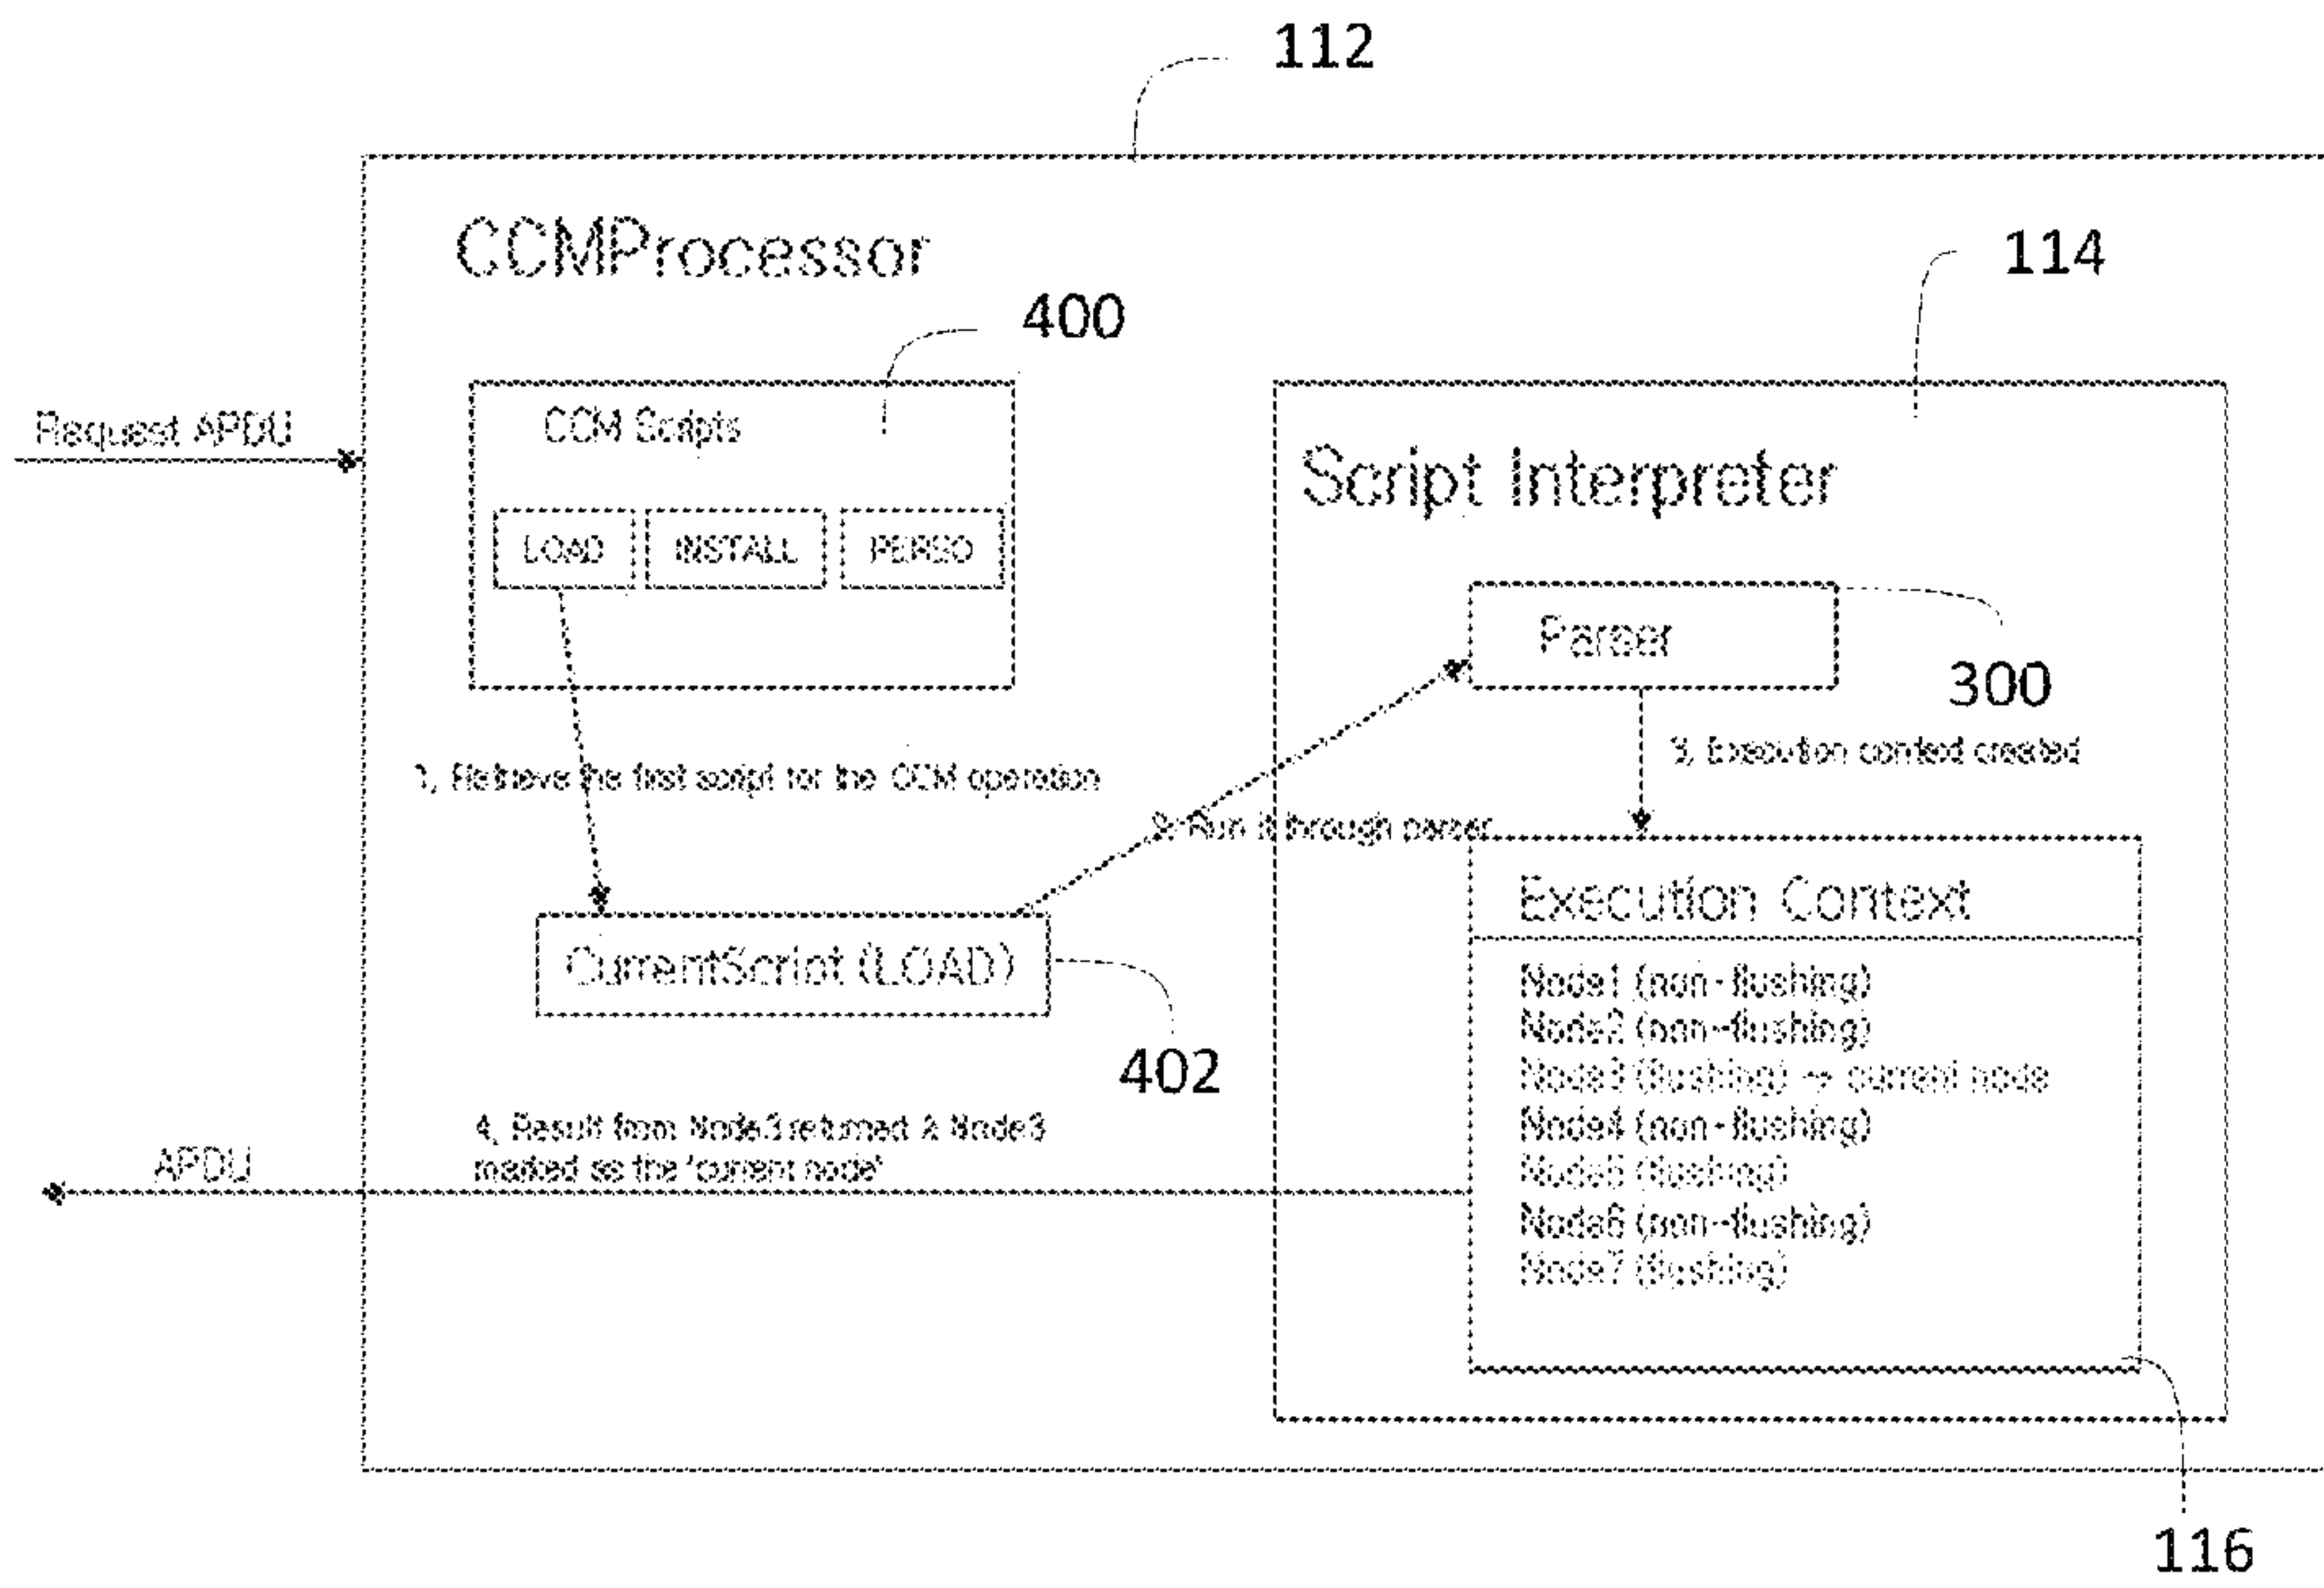 112
CCMProcessor
114
400
Request APDU
CCM Scripts
Script Interpreter
LOAD
INSTALL
PERSO
Parser
300
3, Execution context created
1, Retrieve the first script for the CCM operation
2, Run it through parser
Execution Context
CurrentScript (LOAD)
Node1 (non-flushing)
Node2 (non-flushing)
Node3 (flushing) → current node
Node4 (non-flushing)
Node5 (flushing)
Node6 (non-flushing)
Node7 (flushing)
402
4, Result from Node3 returned & Node3
marked as the 'current node'
APDU
116